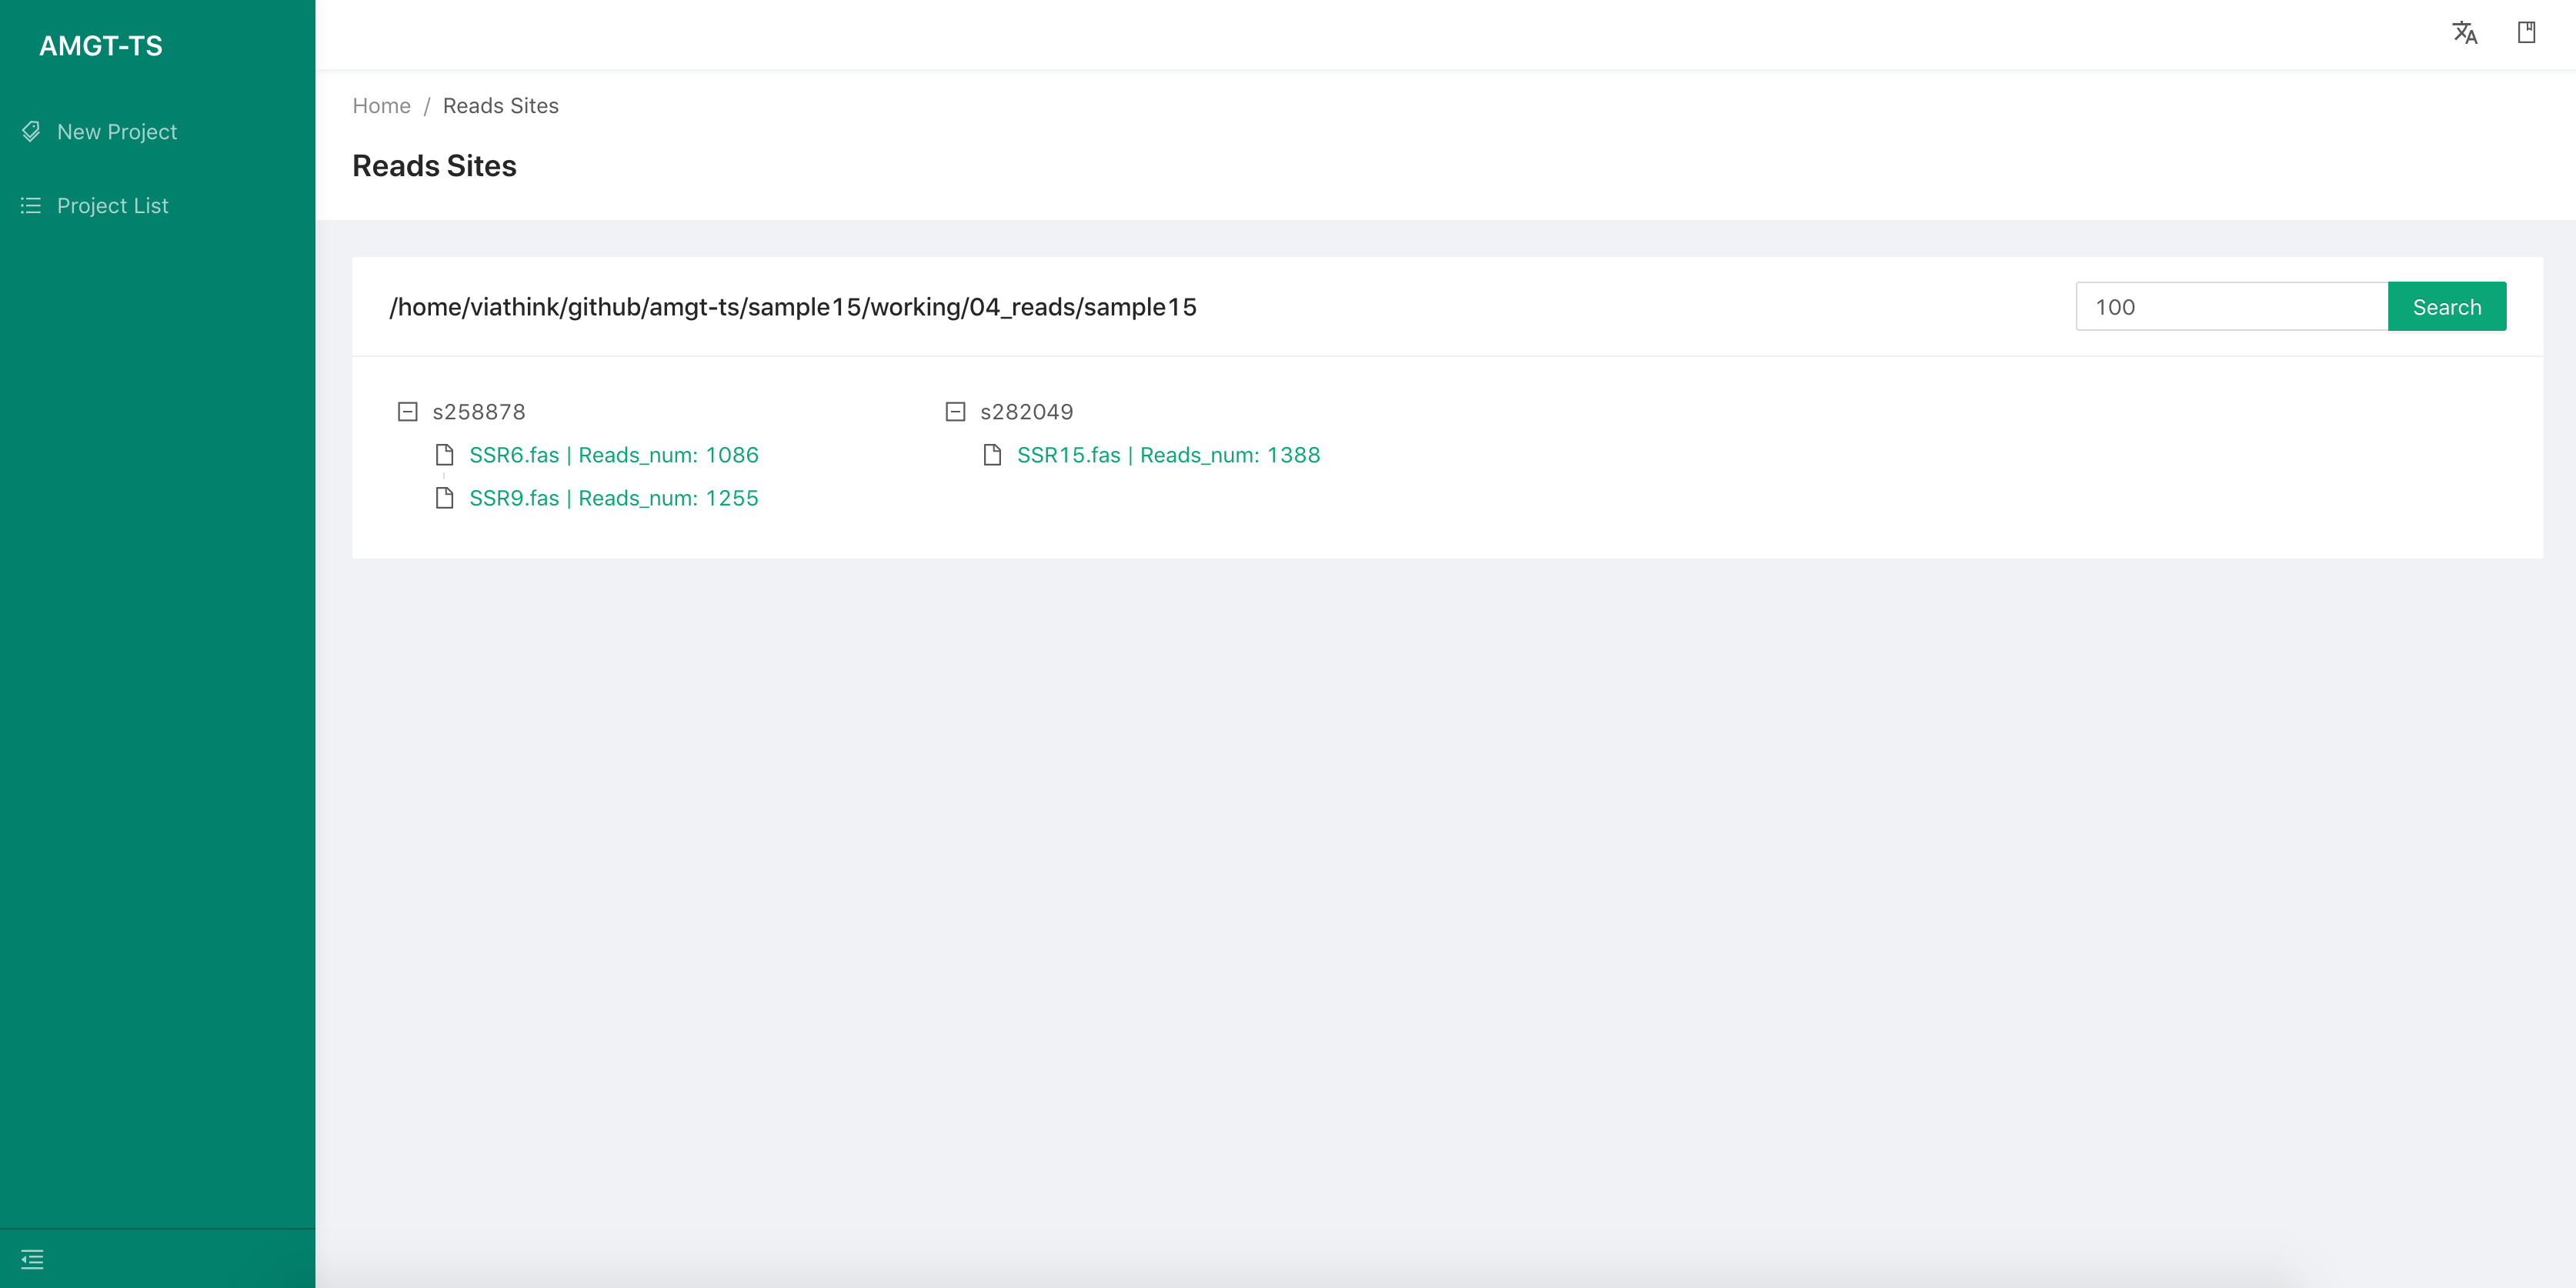 AMGT-TS
New Project
Project List
Home / Reads Sites
Reads Sites
/home/viathink/github/amgt-ts/sample15/working/04_reads/sample15
100
Search
s258878
SSR6.fas | Reads_num: 1086
SSR9.fas | Reads_num: 1255
s282049
SSR15.fas | Reads_num: 1388